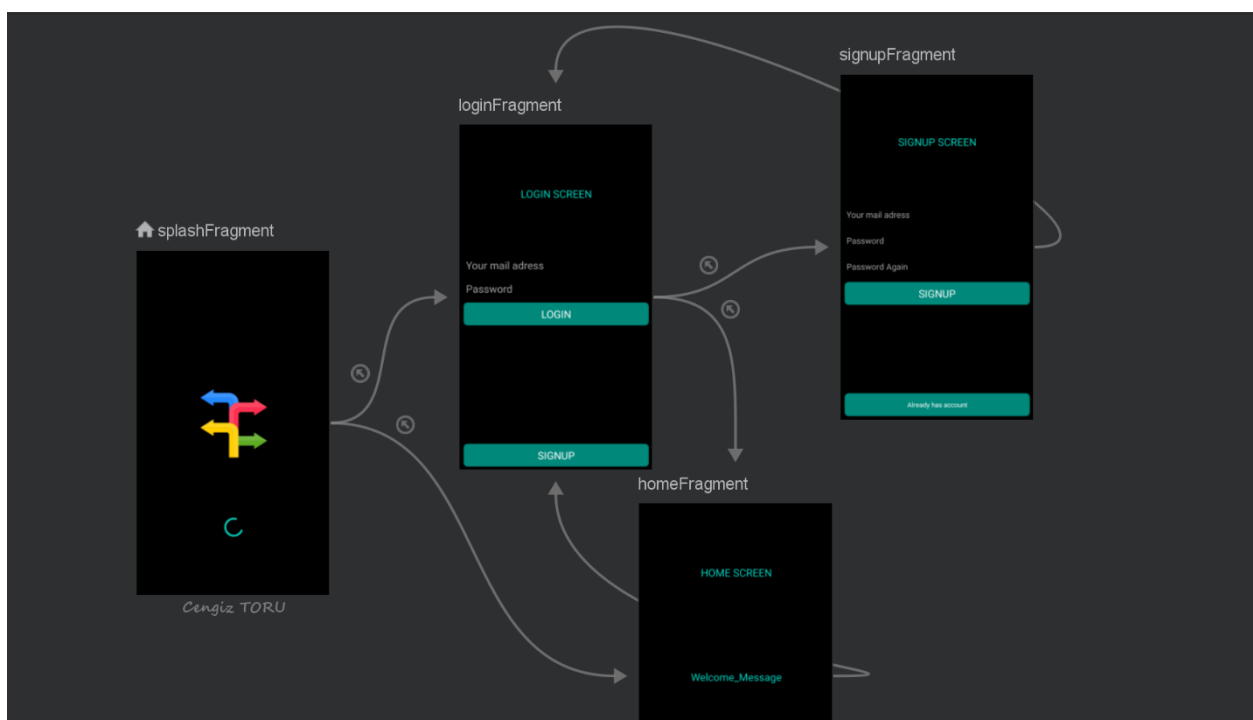 signupFragment
SIGNUP SCREEN
Your mail adress
Password
Password Again
SIGNUP
Already has account
loginFragment
LOGIN SCREEN
Your mail adress
Password
LOGIN
SIGNUP
splashFragment
Cengiz TORU
homeFragment
HOME SCREEN
Welcome_Message